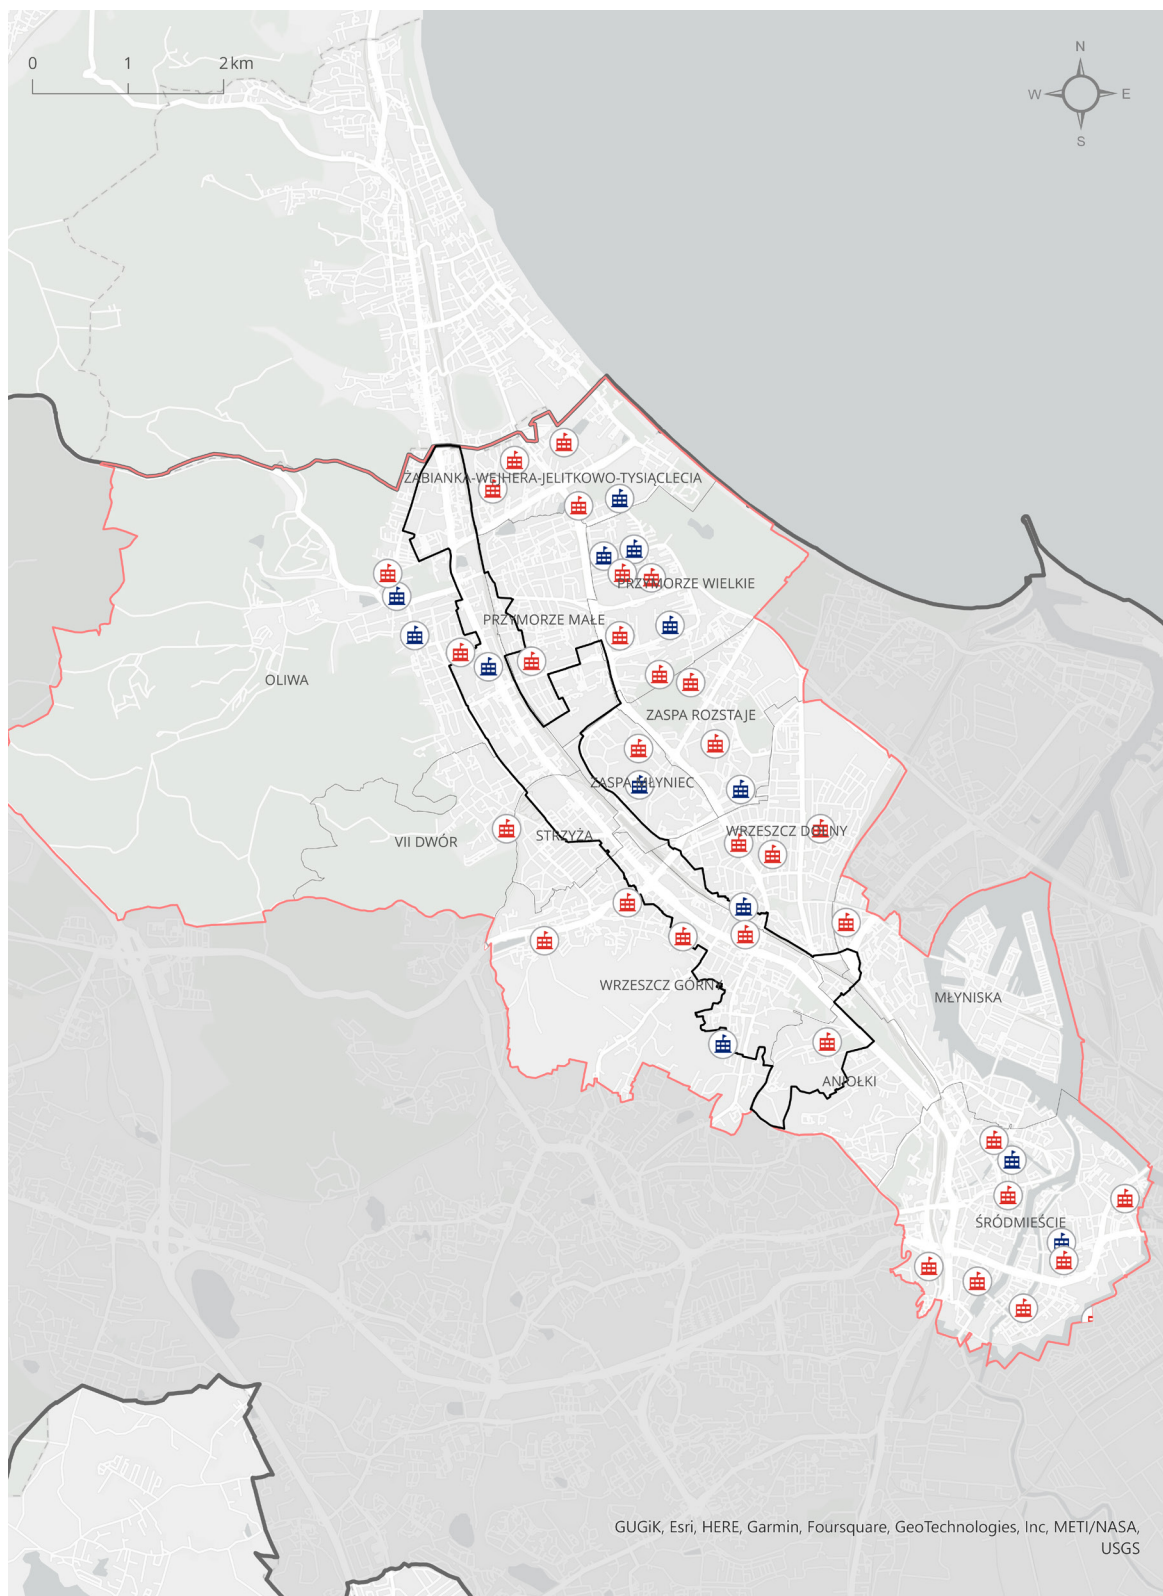 0 1 2 km
N
W E
S
ŻABIANKA-WEJHERA-JELITKOWO-TYSIĄCLECIA
PRZYMORZE WIELKIE
PRZYMORZE MAŁE
OLIWA
ZASPA ROZSTAJE
ZASPA MŁYNIEC
WRZESZCZ DOLNY
STRZYŻA
VII DWÓR
WRZESZCZ GÓRNY
MŁYNISKA
ANIOŁKI
ŚRÓDMIEŚCIE
GUGiK, Esri, HERE, Garmin, Foursquare, GeoTechnologies, Inc, METI/NASA,
USGS